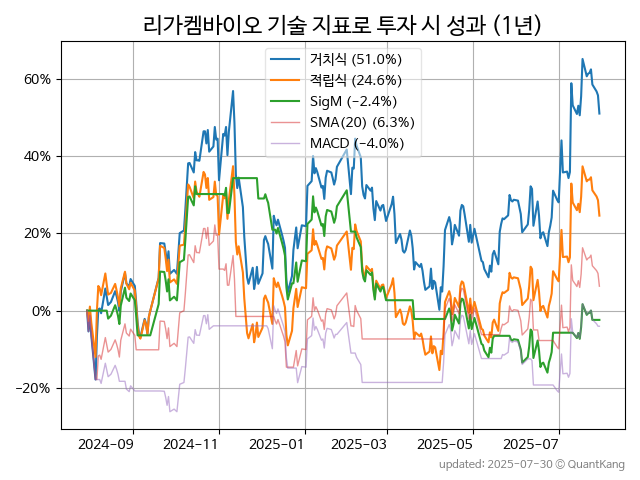 리가켐바이오 기술 지표로 투자 시 성과 (1년)
거치식 (51.0%)
적립식 (24.6%)
SigM (−2.4%)
SMA(20) (6.3%)
MACD (−4.0%)
60%
40%
20%
0%
−20%
2024-09 2024-11 2025-01 2025-03 2025-05 2025-07
updated: 2025-07-30 © QuantKang